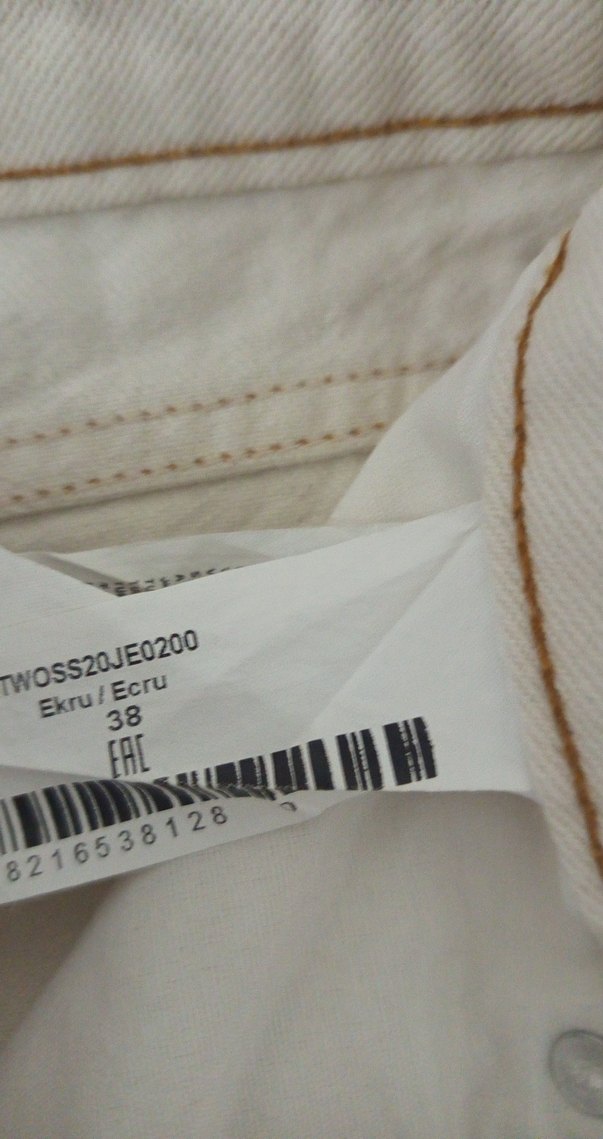 TWOSS20JE0200
Ekru / Ecru
38
EAC
8216538128